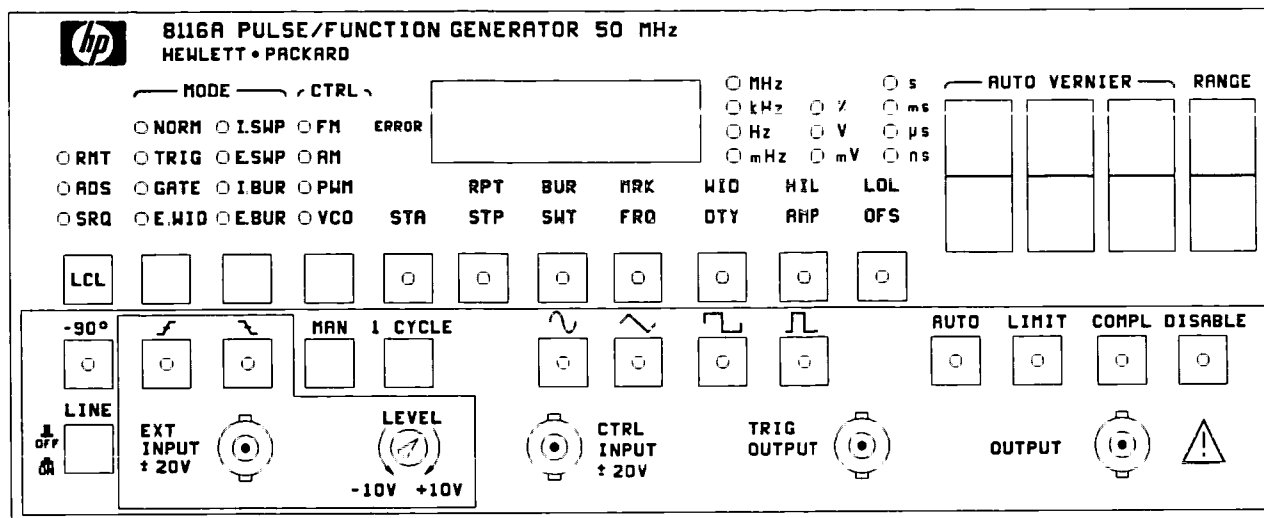 hp
8116A PULSE/FUNCTION GENERATOR 50 MHz
HEWLETT • PACKARD
MODE CTRL MHz s AUTO VERNIER RANGE
kHz % ms
NORM I.SWP FM ERROR Hz V µs
RMT TRIG E.SWP AM mHz mV ns
ADS GATE I.BUR PWM RPT BUR MRK WID HIL LOL
SRQ E.WID E.BUR VCO STA STP SWT FRQ DTY AMP OFS
LCL
-90° MAN 1 CYCLE AUTO LIMIT COMPL DISABLE
LINE
OFF
ON
EXT
INPUT
± 20V
LEVEL
-10V +10V
CTRL
INPUT
± 20V
TRIG
OUTPUT
OUTPUT